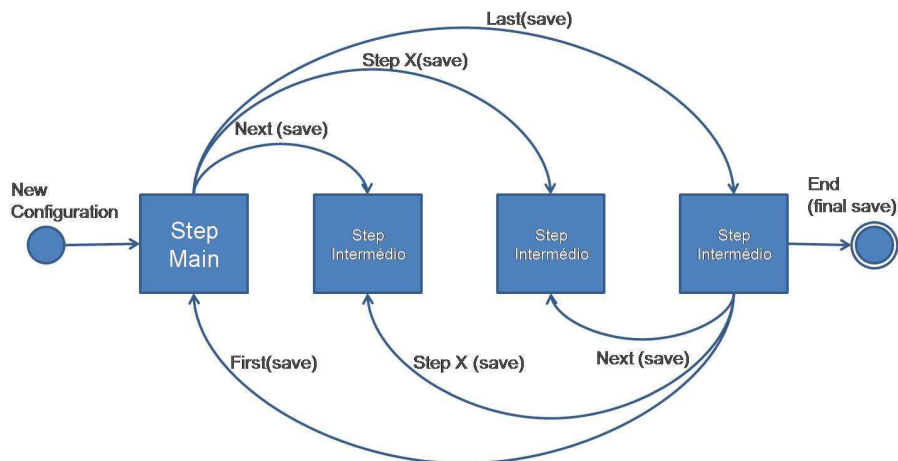 Last(save)
Step X(save)
Next (save)
New
Configuration
Step
Main
Step
Intermédio
Step
Intermédio
Step
Intermédio
End
(final save)
First(save)
Step X (save)
Next (save)